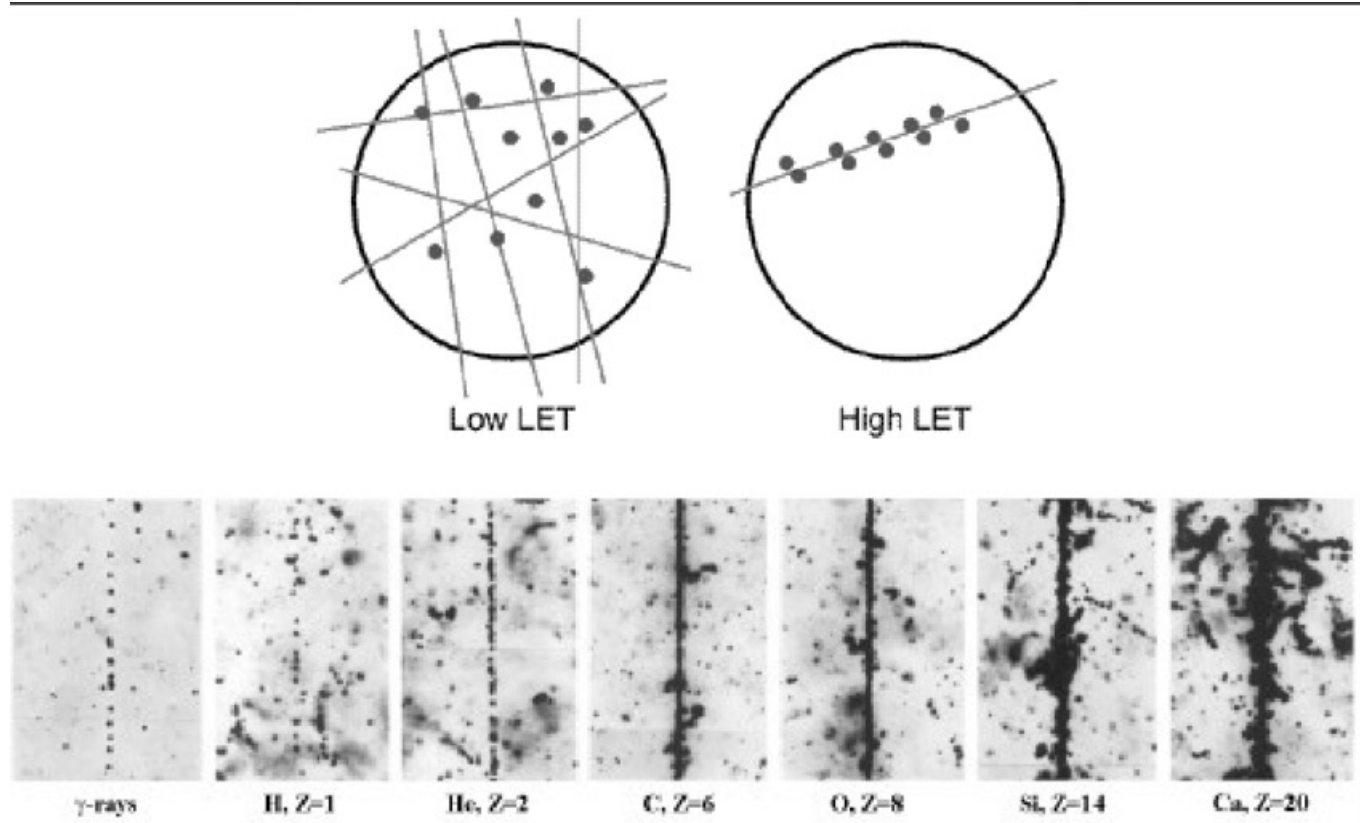 Low LET
High LET
γ-rays
H, Z=1
He, Z=2
C, Z=6
O, Z=8
Si, Z=14
Ca, Z=20